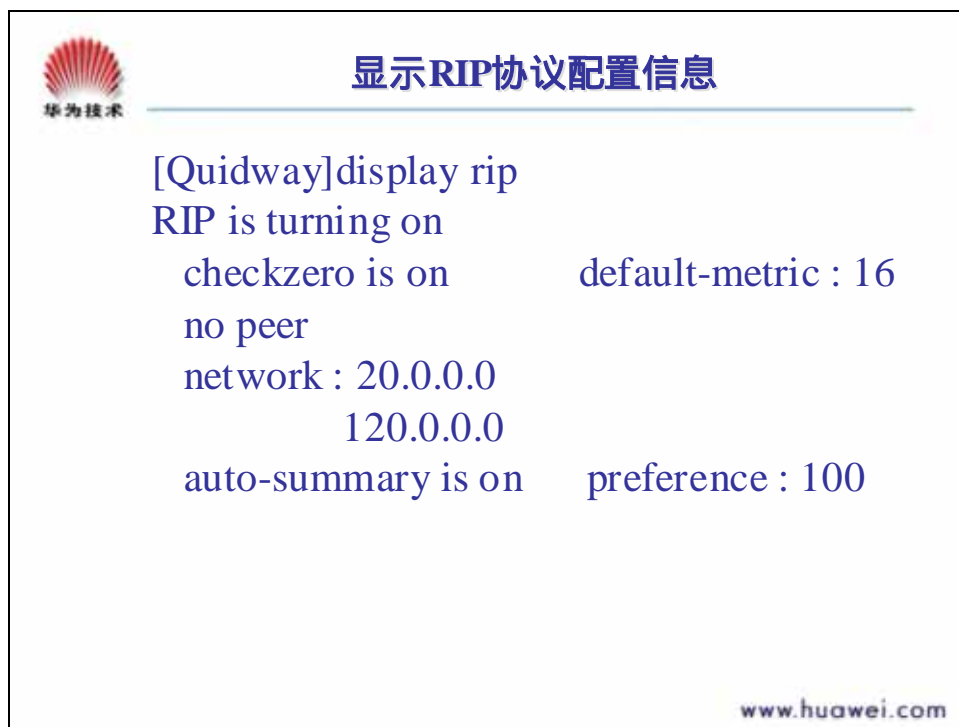 显示RIP协议配置信息
华为技术
[Quidway]display rip
RIP is turning on
checkzero is on default-metric : 16
no peer
network : 20.0.0.0
120.0.0.0
auto-summary is on preference : 100
www.huawei.com